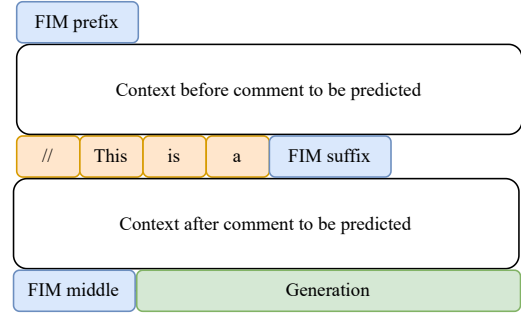 FIM prefix
Context before comment to be predicted
// This is a FIM suffix
Context after comment to be predicted
FIM middle Generation